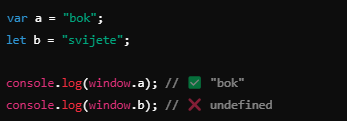 var a = "bok";
let b = "svijete";
console.log(window.a); // ✅ "bok"
console.log(window.b); // ❌ undefined